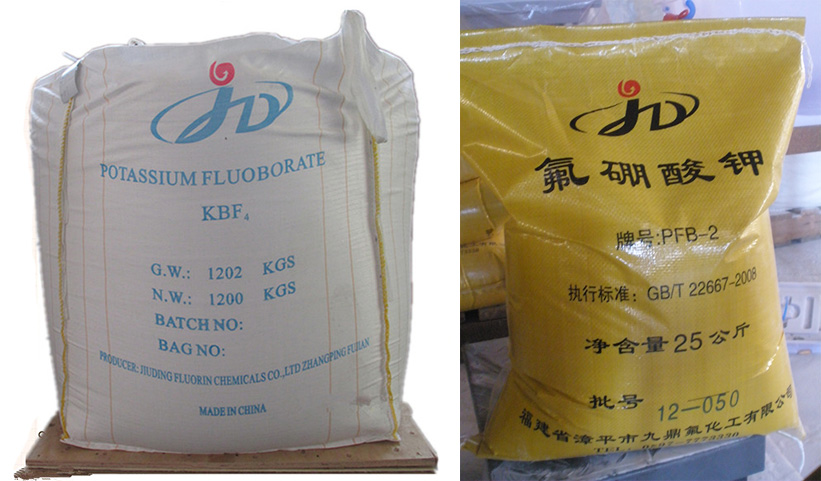 JD
POTASSIUM FLUOBORATE
KBF₄
G.W.: 1202 KGS
N.W.: 1200 KGS
BATCH NO:
BAG NO:
PRODUCER: JIUDING FLUORIN CHEMICALS CO.,LTD ZHANGPING FUJIAN
MADE IN CHINA
JD
氟硼酸钾
牌号:PFB-2
执行标准: GB/T 22667-2008
净含量25公斤
批号 12-050
福建省漳平市九鼎氟化工有限公司
TEL: